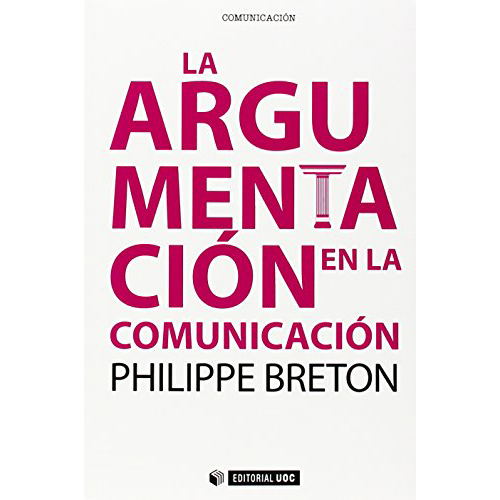 COMUNICACIÓN
LA
ARGU
MENTA
CIÓN EN LA
COMUNICACIÓN
PHILIPPE BRETON
EDITORIAL UOC